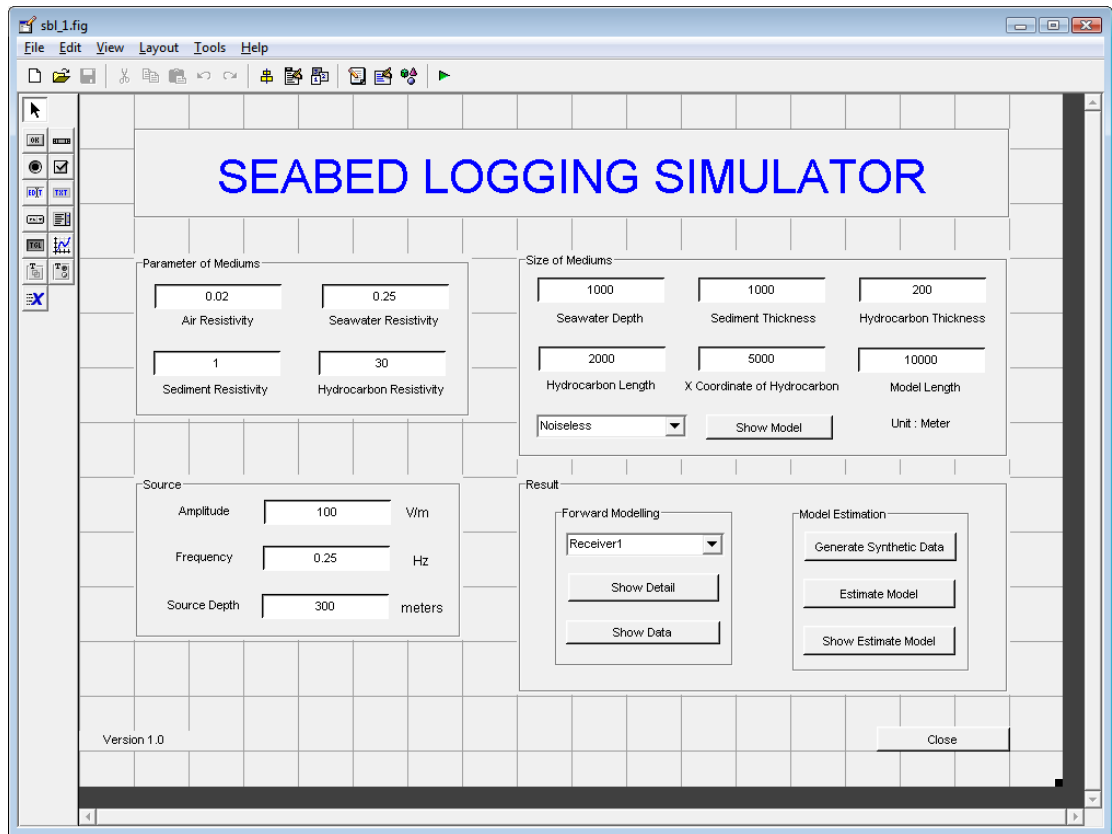 sbl_1.fig
File Edit View Layout Tools Help
SEABED LOGGING SIMULATOR
Parameter of Mediums
0.02
0.25
Air Resistivity
Seawater Resistivity
1
30
Sediment Resistivity
Hydrocarbon Resistivity
Size of Mediums
1000
1000
200
Seawater Depth
Sediment Thickness
Hydrocarbon Thickness
2000
5000
10000
Hydrocarbon Length
X Coordinate of Hydrocarbon
Model Length
Noiseless
Show Model
Unit : Meter
Source
Amplitude
100
V/m
Frequency
0.25
Hz
Source Depth
300
meters
Result
Forward Modelling
Receiver1
Show Detail
Show Data
Model Estimation
Generate Synthetic Data
Estimate Model
Show Estimate Model
Version 1.0
Close
OK
EDIT
TXT
TGL
X